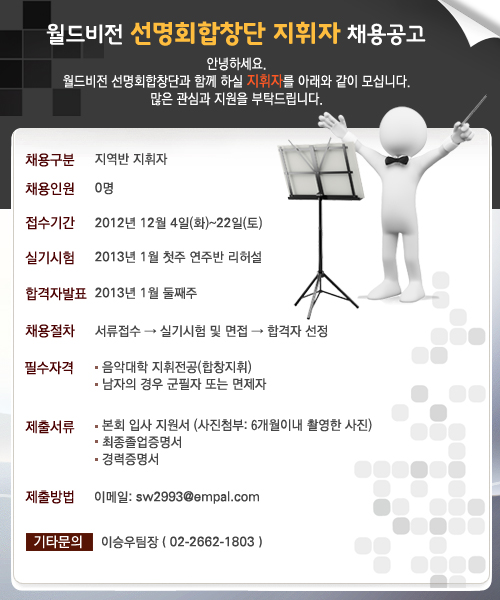 월드비전 선명회합창단 지휘자 채용공고
안녕하세요.
월드비전 선명회합창단과 함께 하실 지휘자를 아래와 같이 모십니다.
많은 관심과 지원을 부탁드립니다.
채용구분 지역반 지휘자
채용인원 0명
접수기간 2012년 12월 4일(화)~22일(토)
실기시험 2013년 1월 첫주 연주반 리허설
합격자발표 2013년 1월 둘째주
채용절차 서류접수 → 실기시험 및 면접 → 합격자 선정
필수자격 ▪ 음악대학 지휘전공(합창지휘)
▪ 남자의 경우 군필자 또는 면제자
제출서류 ▪ 본회 입사 지원서 (사진첨부: 6개월이내 촬영한 사진)
▪ 최종졸업증명서
▪ 경력증명서
제출방법 이메일: sw2993@empal.com
기타문의 이승우팀장 ( 02-2662-1803 )